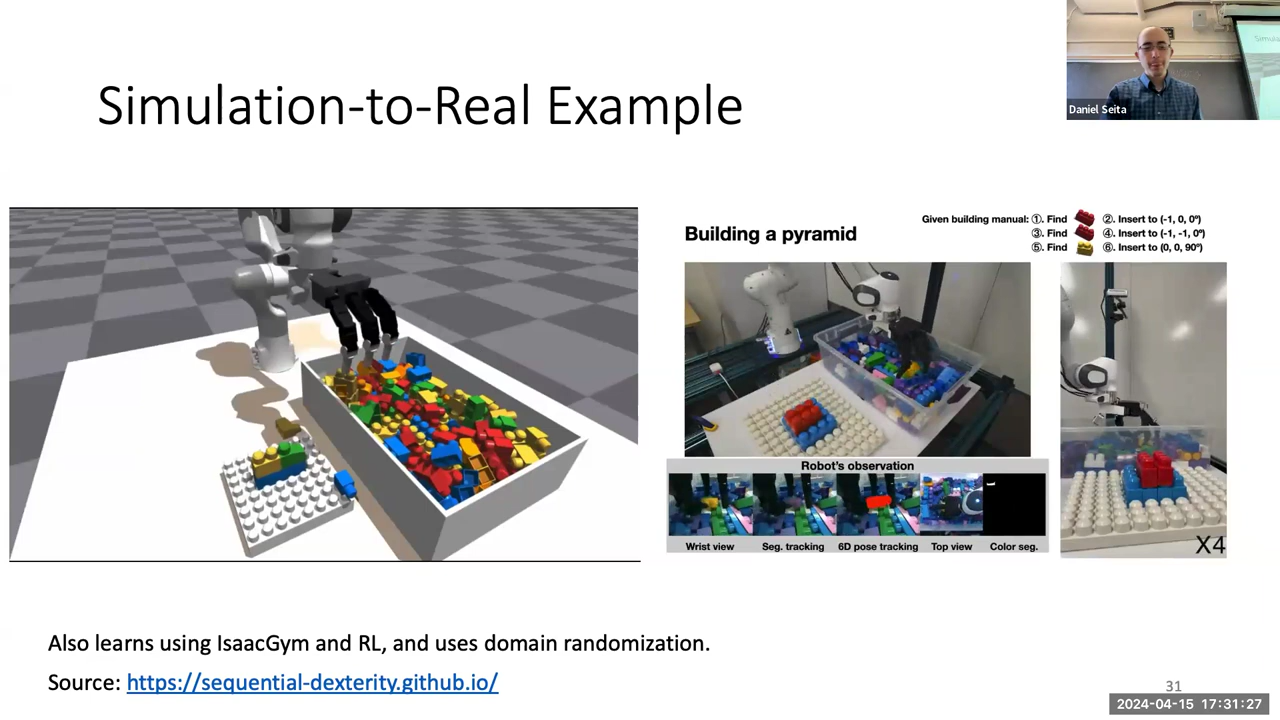 Simulation-to-Real Example
Daniel Seita
Building a pyramid
Given building manual: ①. Find ②. Insert to (-1, 0, 0º)
③. Find ④. Insert to (-1, -1, 0º)
⑤. Find ⑥. Insert to (0, 0, 90º)
Robot's observation
Wrist view Seg. tracking 6D pose tracking Top view Color seg.
X4
Also learns using IsaacGym and RL, and uses domain randomization.
Source: https://sequential-dexterity.github.io/
31
2024-04-15 17:31:27